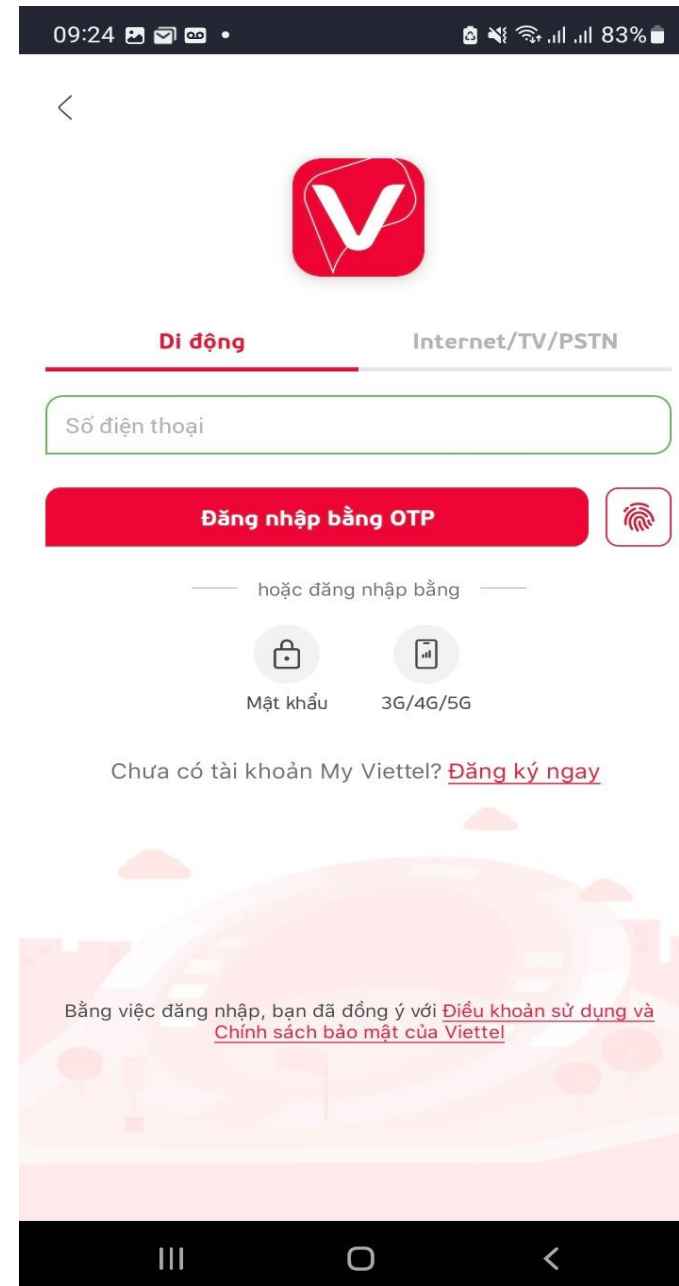 09:24
83%
Di động
Internet/TV/PSTN
Số điện thoại
Đăng nhập bằng OTP
hoặc đăng nhập bằng
Mật khẩu
3G/4G/5G
Chưa có tài khoản My Viettel? Đăng ký ngay
Bằng việc đăng nhập, bạn đã đồng ý với Điều khoản sử dụng và
Chính sách bảo mật của Viettel